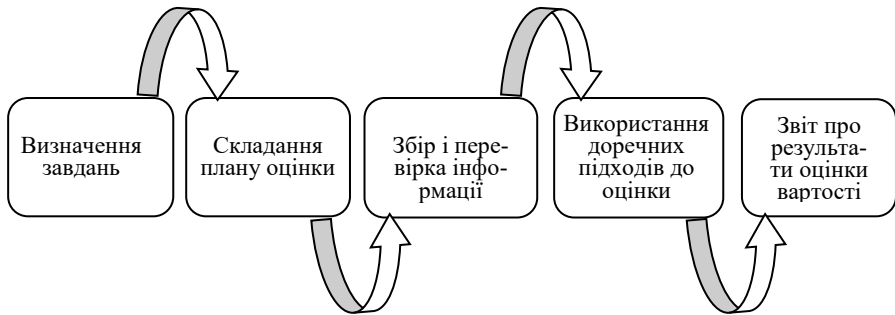 Визначення
завдань
Складання
плану оцінки
Збір і пере-
вірка інфо-
рмації
Використання
доречних
підходів до
оцінки
Звіт про
результа-
ти оцінки
вартості